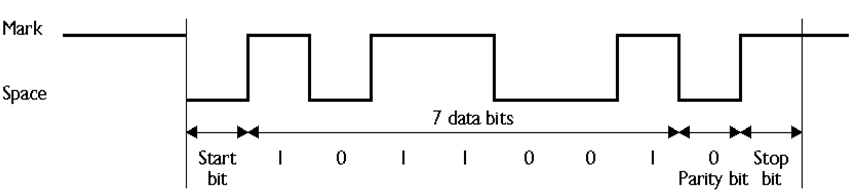 Mark
Space
7 data bits
Start bit
1 0 1 1 0 0 1 0
Parity bit
Stop bit